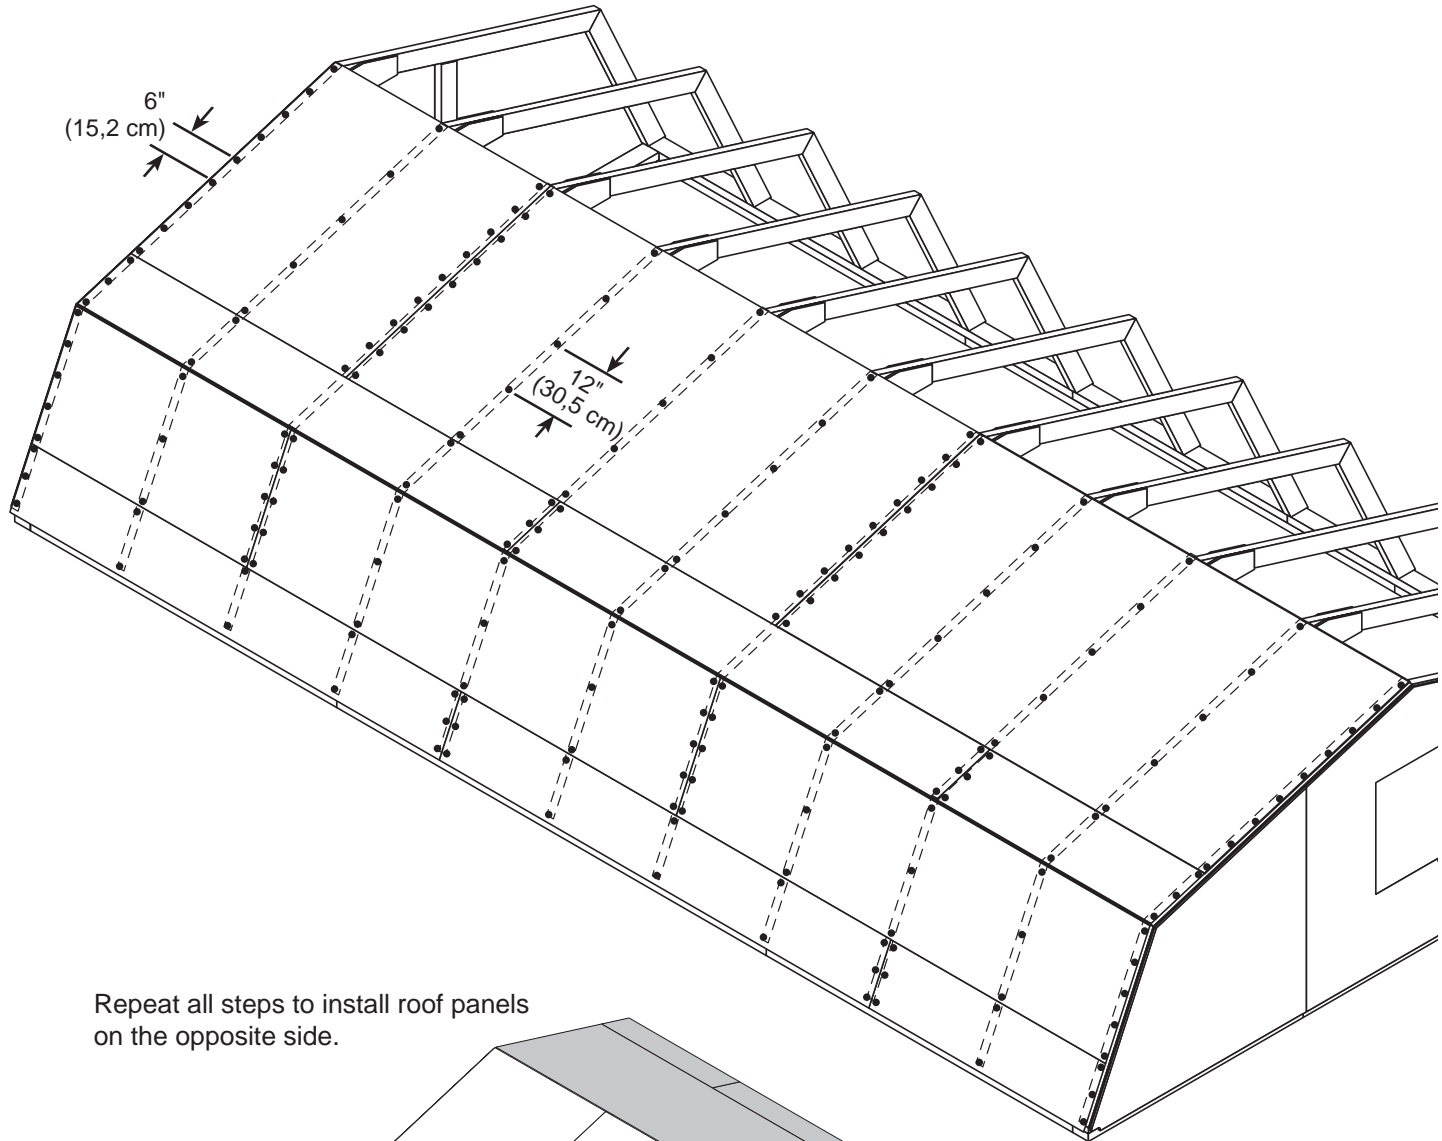 6"
(15,2 cm)
12"
(30,5 cm)
Repeat all steps to install roof panels
on the opposite side.